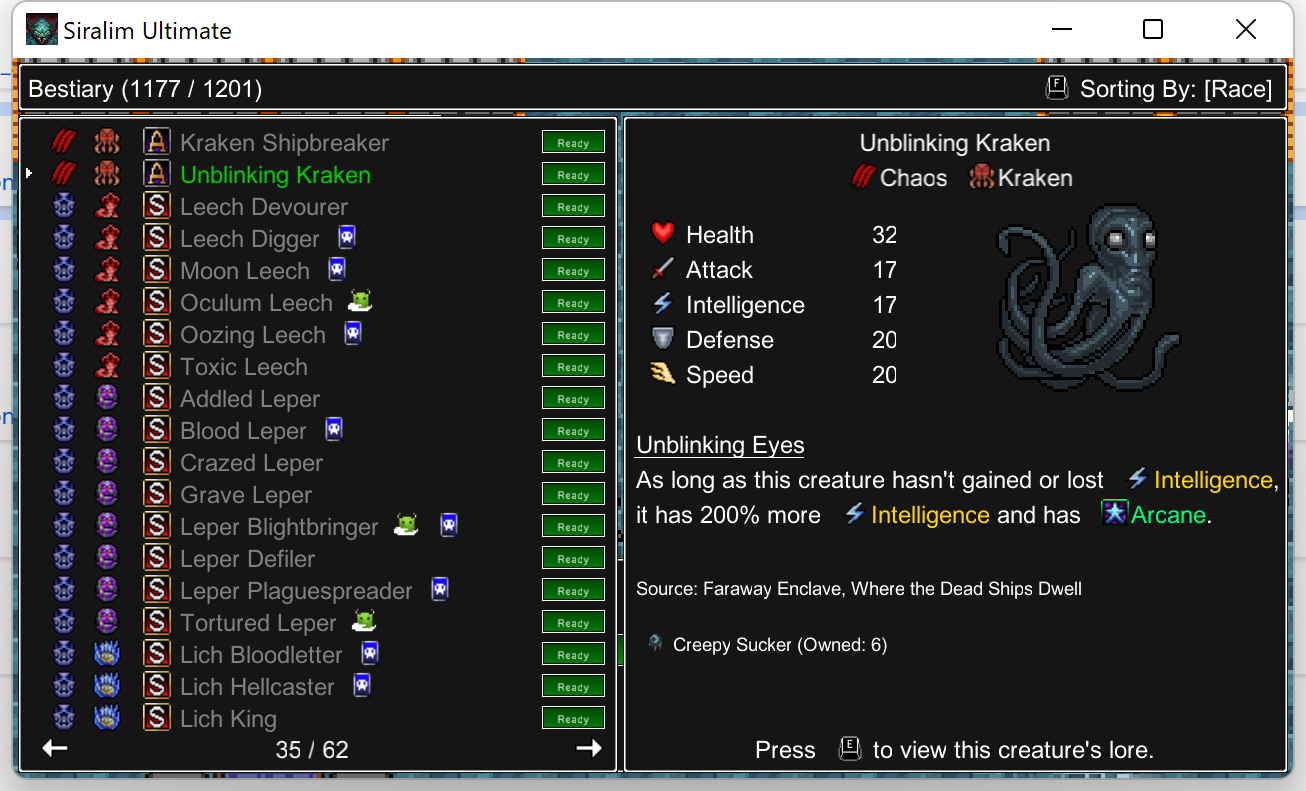 Siralim Ultimate
Bestiary (1177 / 1201)
F Sorting By: [Race]
A Kraken Shipbreaker Ready
A Unblinking Kraken Ready
S Leech Devourer Ready
S Leech Digger Ready
S Moon Leech Ready
S Oculum Leech Ready
S Oozing Leech Ready
S Toxic Leech Ready
S Addled Leper Ready
S Blood Leper Ready
S Crazed Leper Ready
S Grave Leper Ready
S Leper Blightbringer Ready
S Leper Defiler Ready
S Leper Plaguespreader Ready
S Tortured Leper Ready
S Lich Bloodletter Ready
S Lich Hellcaster Ready
S Lich King Ready
35 / 62
Unblinking Kraken
Chaos Kraken
Health 32
Attack 17
Intelligence 17
Defense 20
Speed 20
Unblinking Eyes
As long as this creature hasn't gained or lost Intelligence,
it has 200% more Intelligence and has Arcane.
Source: Faraway Enclave, Where the Dead Ships Dwell
Creepy Sucker (Owned: 6)
Press E to view this creature's lore.